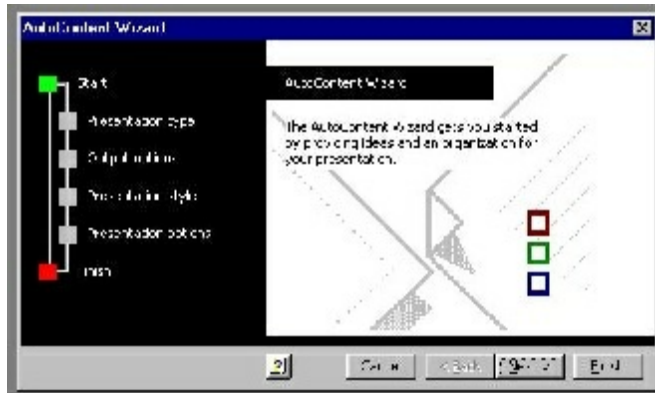 AutoContent Wizard
Start
Presentation type
Output options
Presentation style
Presentation options
Finish
AutoContent Wizard
The AutoContent Wizard gets you started
by providing ideas and an organization for
your presentation.
Cancel
< Back
Next >
Finish